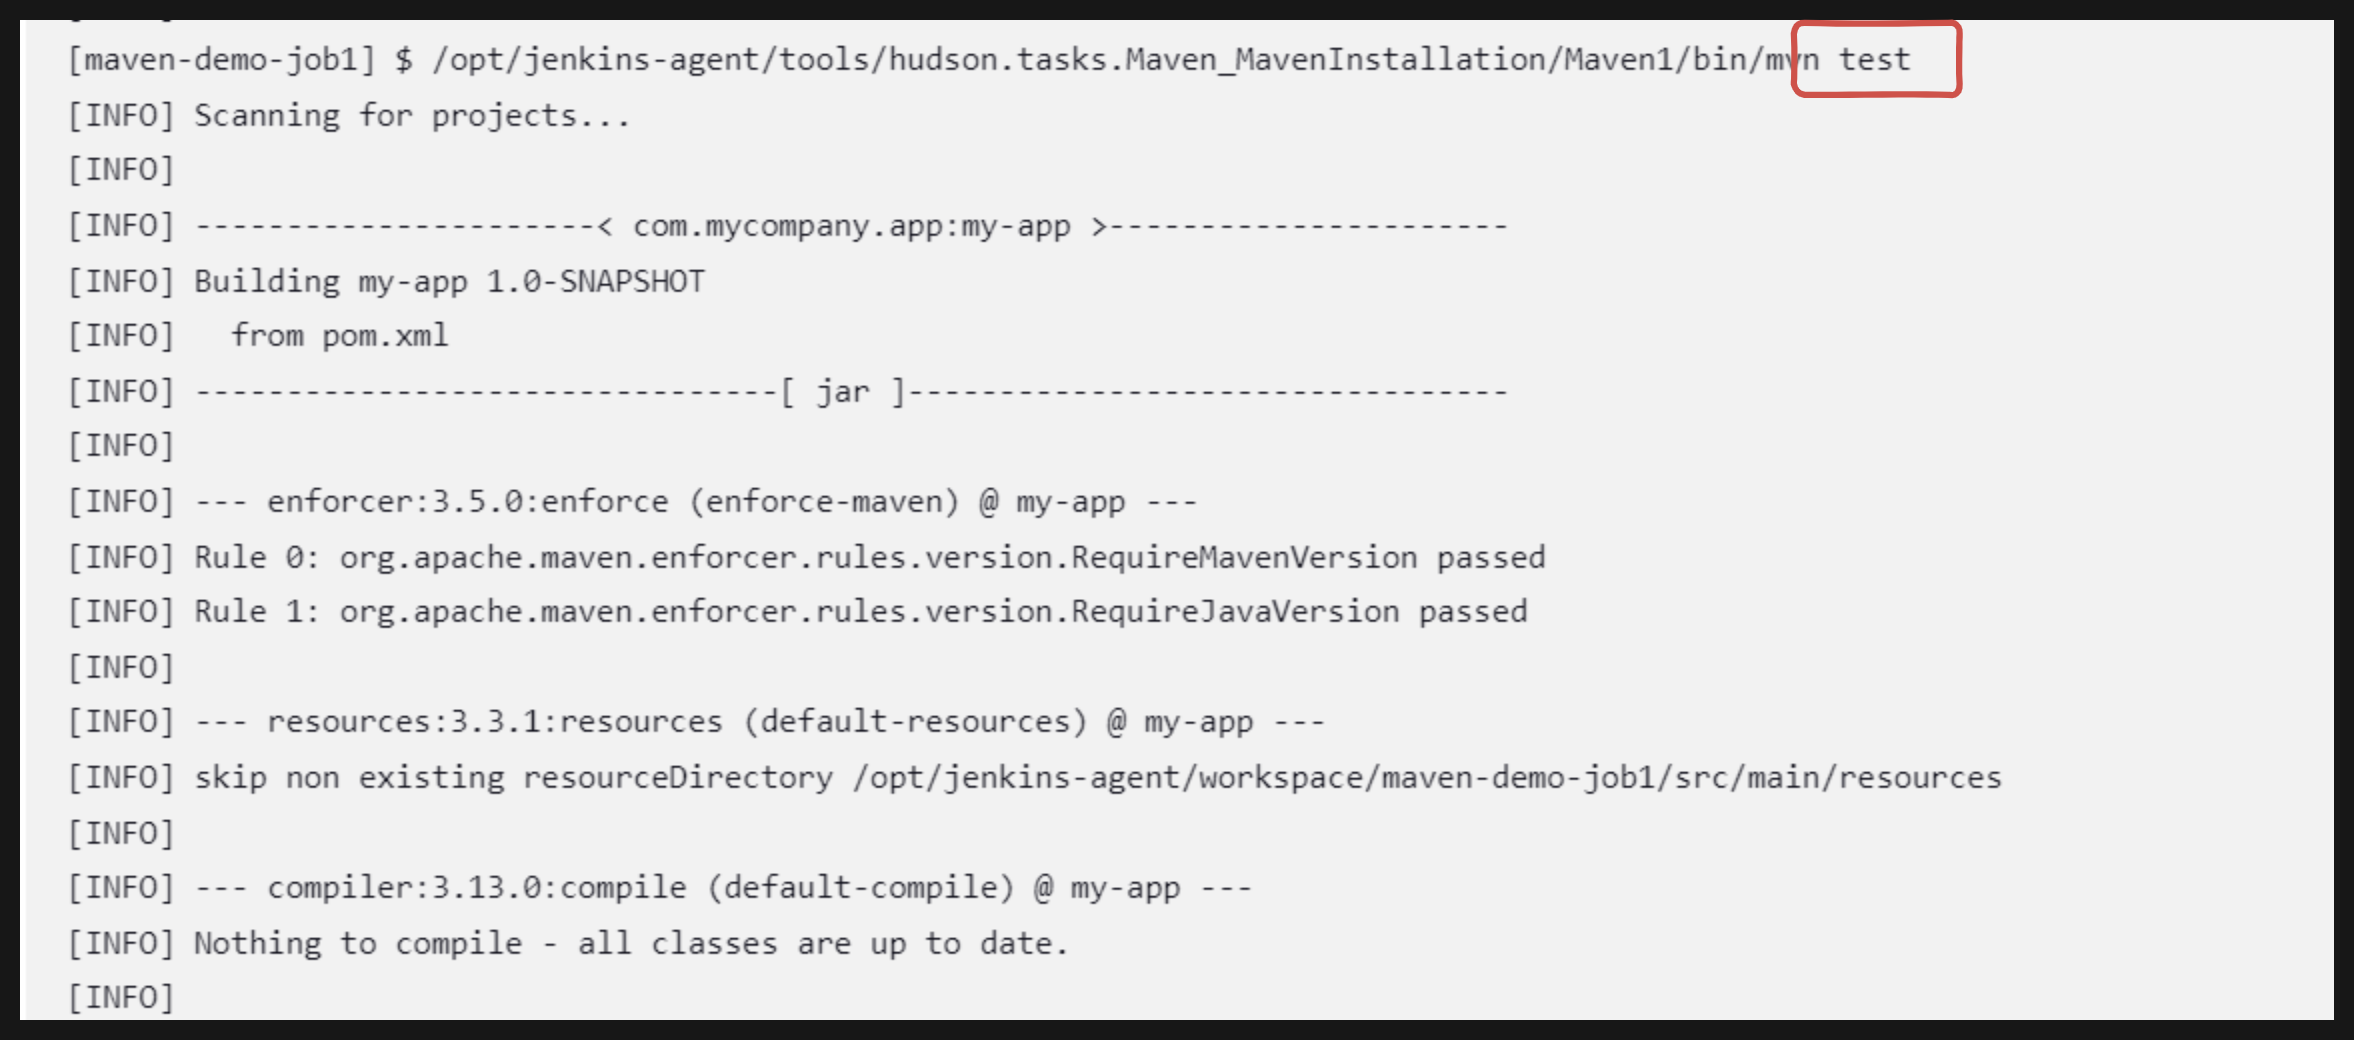 [maven-demo-job1] $ /opt/jenkins-agent/tools/hudson.tasks.Maven_MavenInstallation/Maven1/bin/mvn test
[INFO] Scanning for projects...
[INFO]
[INFO] ----------------------< com.mycompany.app:my-app >----------------------
[INFO] Building my-app 1.0-SNAPSHOT
[INFO]   from pom.xml
[INFO] --------------------------------[ jar ]---------------------------------
[INFO]
[INFO] --- enforcer:3.5.0:enforce (enforce-maven) @ my-app ---
[INFO] Rule 0: org.apache.maven.enforcer.rules.version.RequireMavenVersion passed
[INFO] Rule 1: org.apache.maven.enforcer.rules.version.RequireJavaVersion passed
[INFO]
[INFO] --- resources:3.3.1:resources (default-resources) @ my-app ---
[INFO] skip non existing resourceDirectory /opt/jenkins-agent/workspace/maven-demo-job1/src/main/resources
[INFO]
[INFO] --- compiler:3.13.0:compile (default-compile) @ my-app ---
[INFO] Nothing to compile - all classes are up to date.
[INFO]